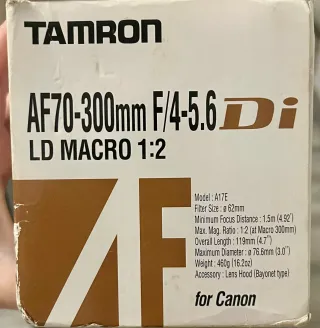 TAMRON
AF70-300mm F/4-5.6 Di
LD MACRO 1:2
AF
Model : A17E
Filter Size : ø 62mm
Minimum Focus Distance : 1.5m (4.92')
Max. Mag. Ratio : 1:2 (at Macro 300mm)
Overall Length : 119mm (4.7")
Maximum Diameter : ø 76.6mm (3.0")
Weight : 460g (16.2oz)
Accessory : Lens Hood (Bayonet type)
for Canon